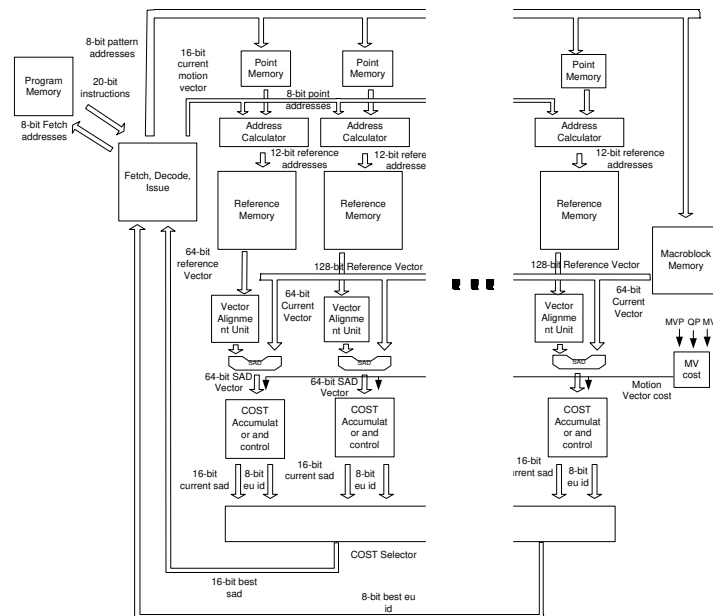 8-bit pattern
addresses
16-bit
current
motion
vector
Program
Memory
20-bit
instructions
8-bit Fetch
addresses
Fetch, Decode,
Issue
Point
Memory
Point
Memory
Point
Memory
8-bit point
addresses
Address
Calculator
Address
Calculator
Address
Calculator
12-bit reference
addresses
12-bit refere
addresses
12-bit reference
addresses
Reference
Memory
Reference
Memory
Reference
Memory
Macroblock
Memory
64-bit
reference
Vector
128-bit Reference Vector
128-bit Reference Vector
64-bit
Current
Vector
64-bit
Current
Vector
64-bit
Current
Vector
Vector
Alignme
nt Unit
Vector
Alignme
nt Unit
Vector
Alignme
nt Unit
MVP QP MV
SAD
SAD
SAD
MV
cost
64-bit SAD
Vector
64-bit SAD
Vector
Motion
Vector cost
COST
Accumulat
or and
control
COST
Accumulat
or and
control
COST
Accumulat
or and
control
16-bit
current sad
8-bit
eu id
16-bit
current sad
8-bit
eu id
16-bit
current sad
8-bit
eu id
COST Selector
16-bit best
sad
8-bit best eu
id